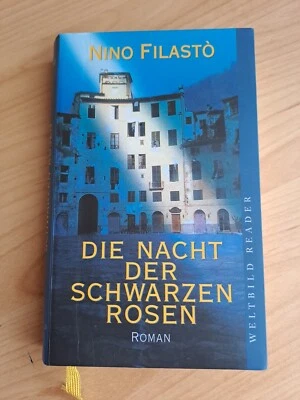 NINO FILASTÒ
DIE NACHT
DER
SCHWARZEN
ROSEN
ROMAN
WELTBILD READER